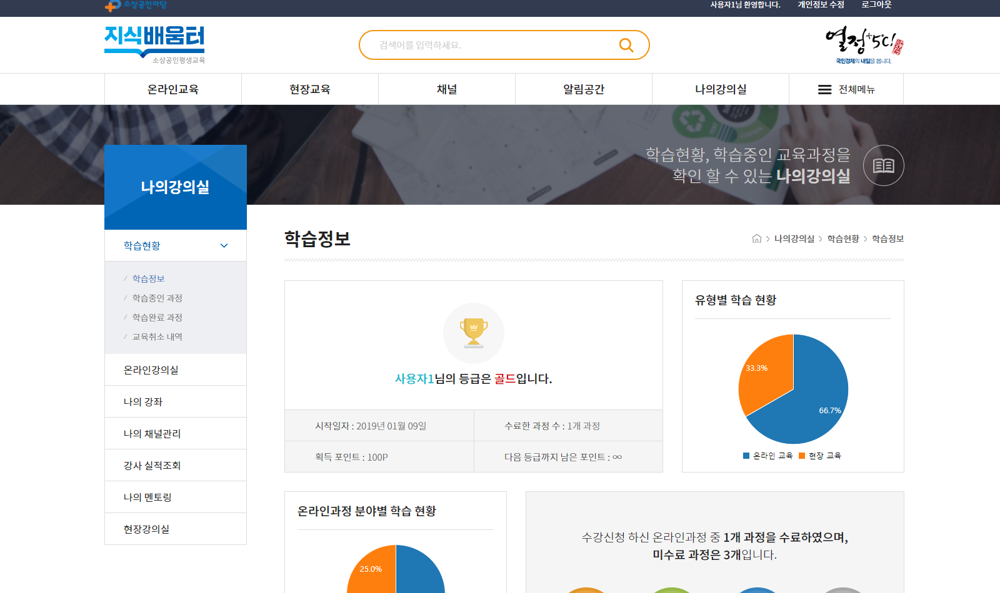 소상공인마당
사용자1님 환영합니다. 개인정보 수정 로그아웃
지식배움터
소상공인평생교육
검색어를 입력하세요.
열정+5℃!
국민경제의 내일을 봅니다.
온라인교육 현장교육 채널 알림공간 나의강의실 전체메뉴
학습현황, 학습중인 교육과정을
확인 할 수 있는 나의강의실
나의강의실
학습현황
학습정보
학습중인 과정
학습완료 과정
교육취소 내역
온라인강의실
나의 강좌
나의 채널관리
강사 실적조회
나의 멘토링
현장강의실
학습정보
나의강의실 > 학습현황 > 학습정보
사용자1님의 등급은 골드입니다.
시작일자 : 2019년 01월 09일
수료한 과정 수 : 1개 과정
획득 포인트 : 100P
다음 등급까지 남은 포인트 : ∞
유형별 학습 현황
33.3%
66.7%
온라인 교육 현장 교육
온라인과정 분야별 학습 현황
25.0%
수강신청 하신 온라인과정 중 1개 과정을 수료하였으며,
미수료 과정은 3개입니다.